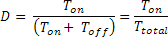 D = T_on / (T_on + T_off) = T_on / T_total